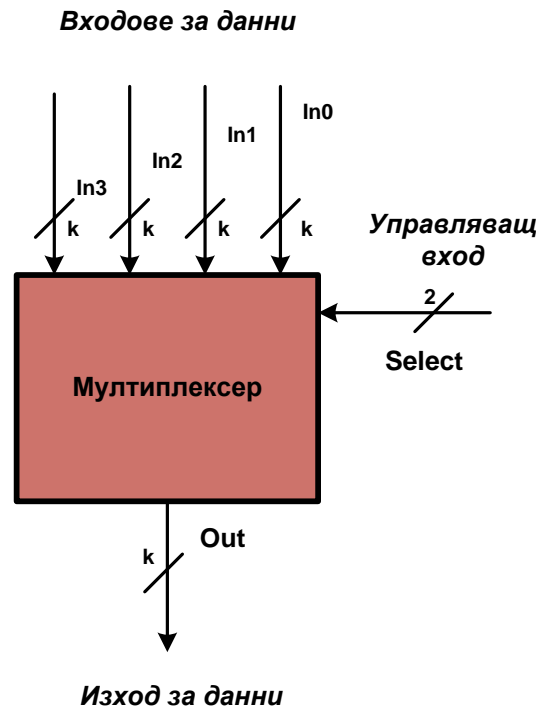 Входове за данни
In0
In1
In2
In3
k
k
k
k
Управляващ
вход
2
Select
Мултиплексер
Out
k
Изход за данни